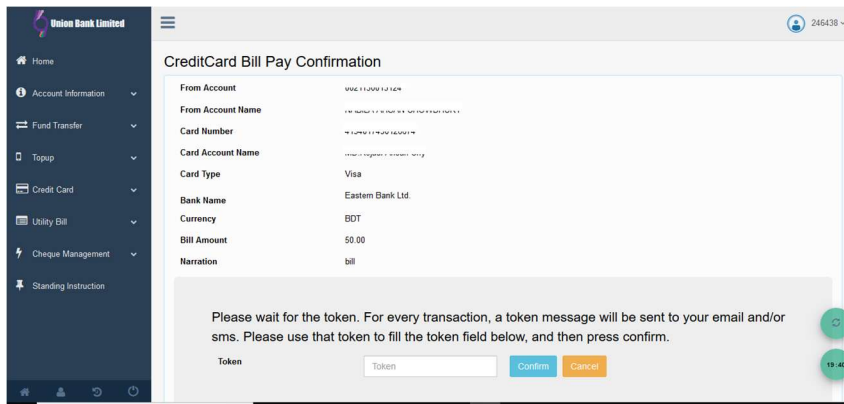 Union Bank Limited
246438
Home
Account Information
Fund Transfer
Topup
Credit Card
Utility Bill
Cheque Management
Standing Instruction
CreditCard Bill Pay Confirmation
From Account
From Account Name
Card Number
Card Account Name
Card Type Visa
Bank Name Eastern Bank Ltd.
Currency BDT
Bill Amount 50.00
Narration bill
Please wait for the token. For every transaction, a token message will be sent to your email and/or
sms. Please use that token to fill the token field below, and then press confirm.
Token Token Confirm Cancel